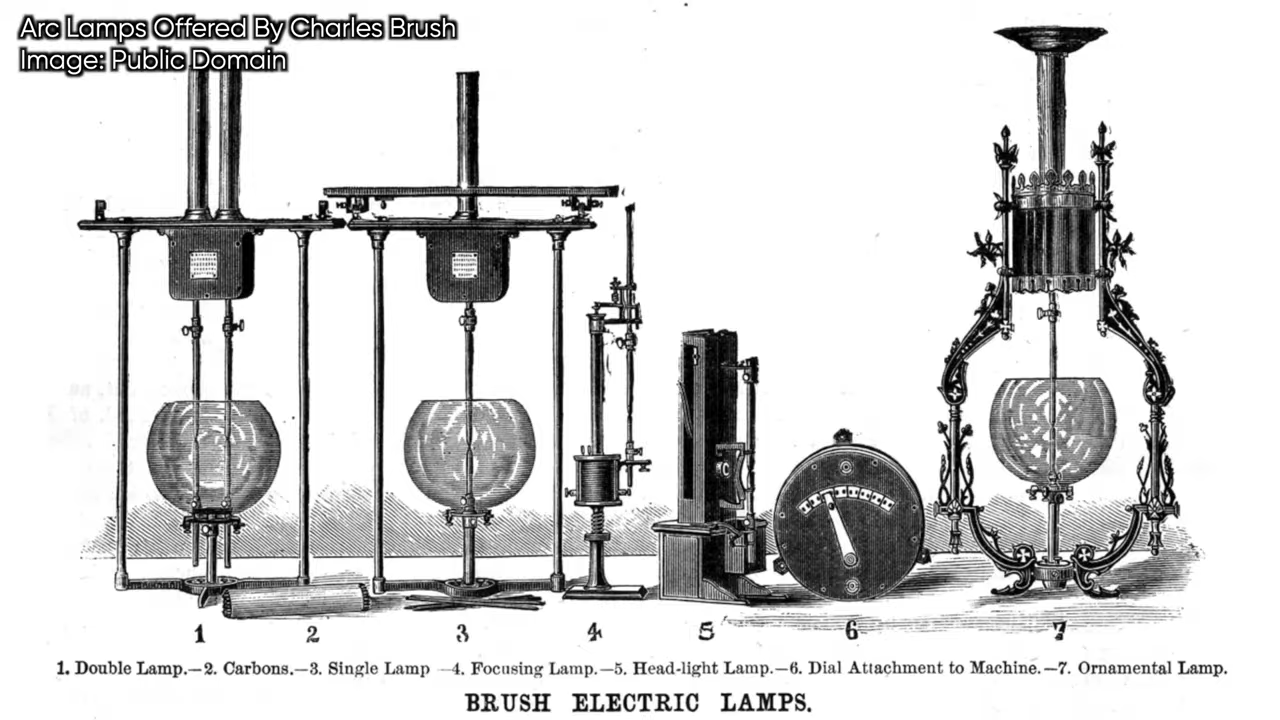 Arc Lamps Offered By Charles Brush
Image: Public Domain
1 2 3 4 5 6 7
1. Double Lamp.—2. Carbons.—3. Single Lamp —4. Focusing Lamp.—5. Head-light Lamp.—6. Dial Attachment to Machine.—7. Ornamental Lamp.
BRUSH ELECTRIC LAMPS.